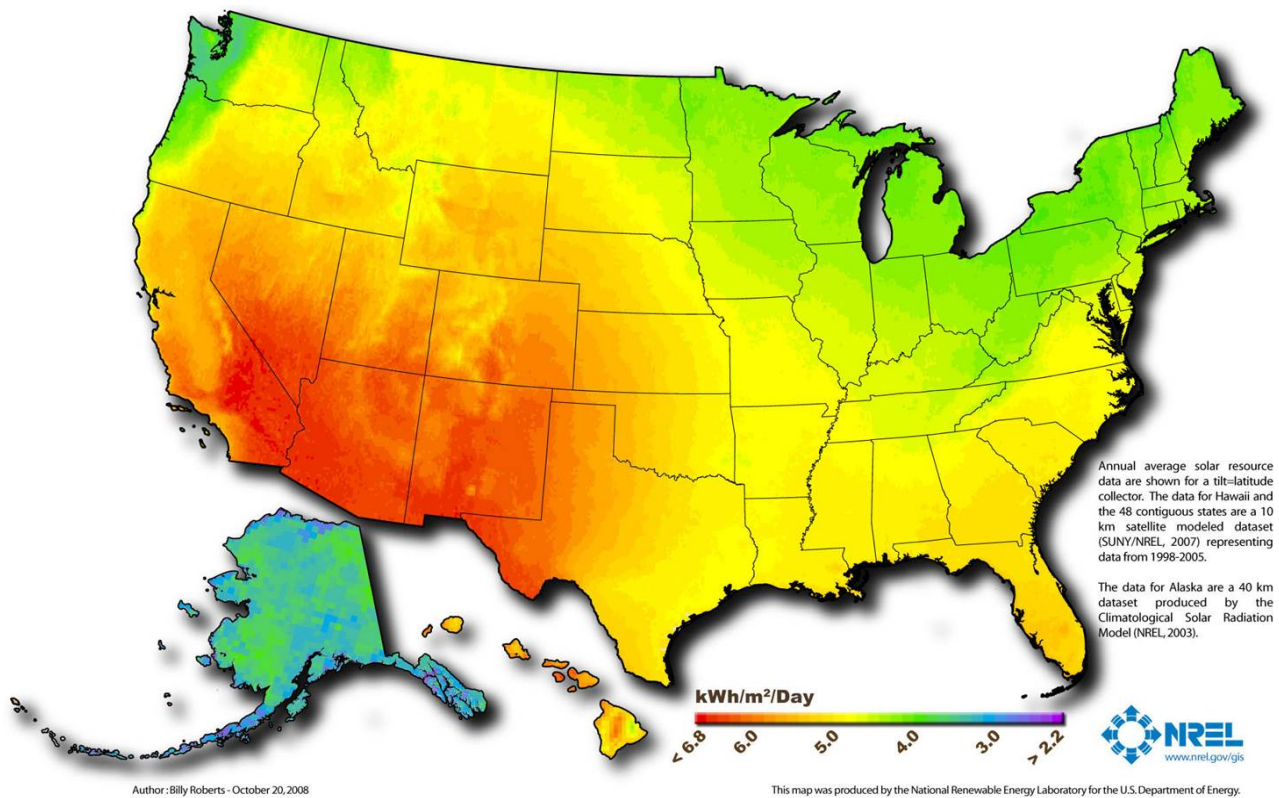 Annual average solar resource
data are shown for a tilt=latitude
collector. The data for Hawaii and
the 48 contiguous states are a 10
km satellite modeled dataset
(SUNY/NREL, 2007) representing
data from 1998-2005.
The data for Alaska are a 40 km
dataset produced by the
Climatological Solar Radiation
Model (NREL, 2003).
kWh/m²/Day
< 6.8 6.0 5.0 4.0 3.0 > 2.2
NREL
www.nrel.gov/gis
Author : Billy Roberts - October 20, 2008
This map was produced by the National Renewable Energy Laboratory for the U.S. Department of Energy.